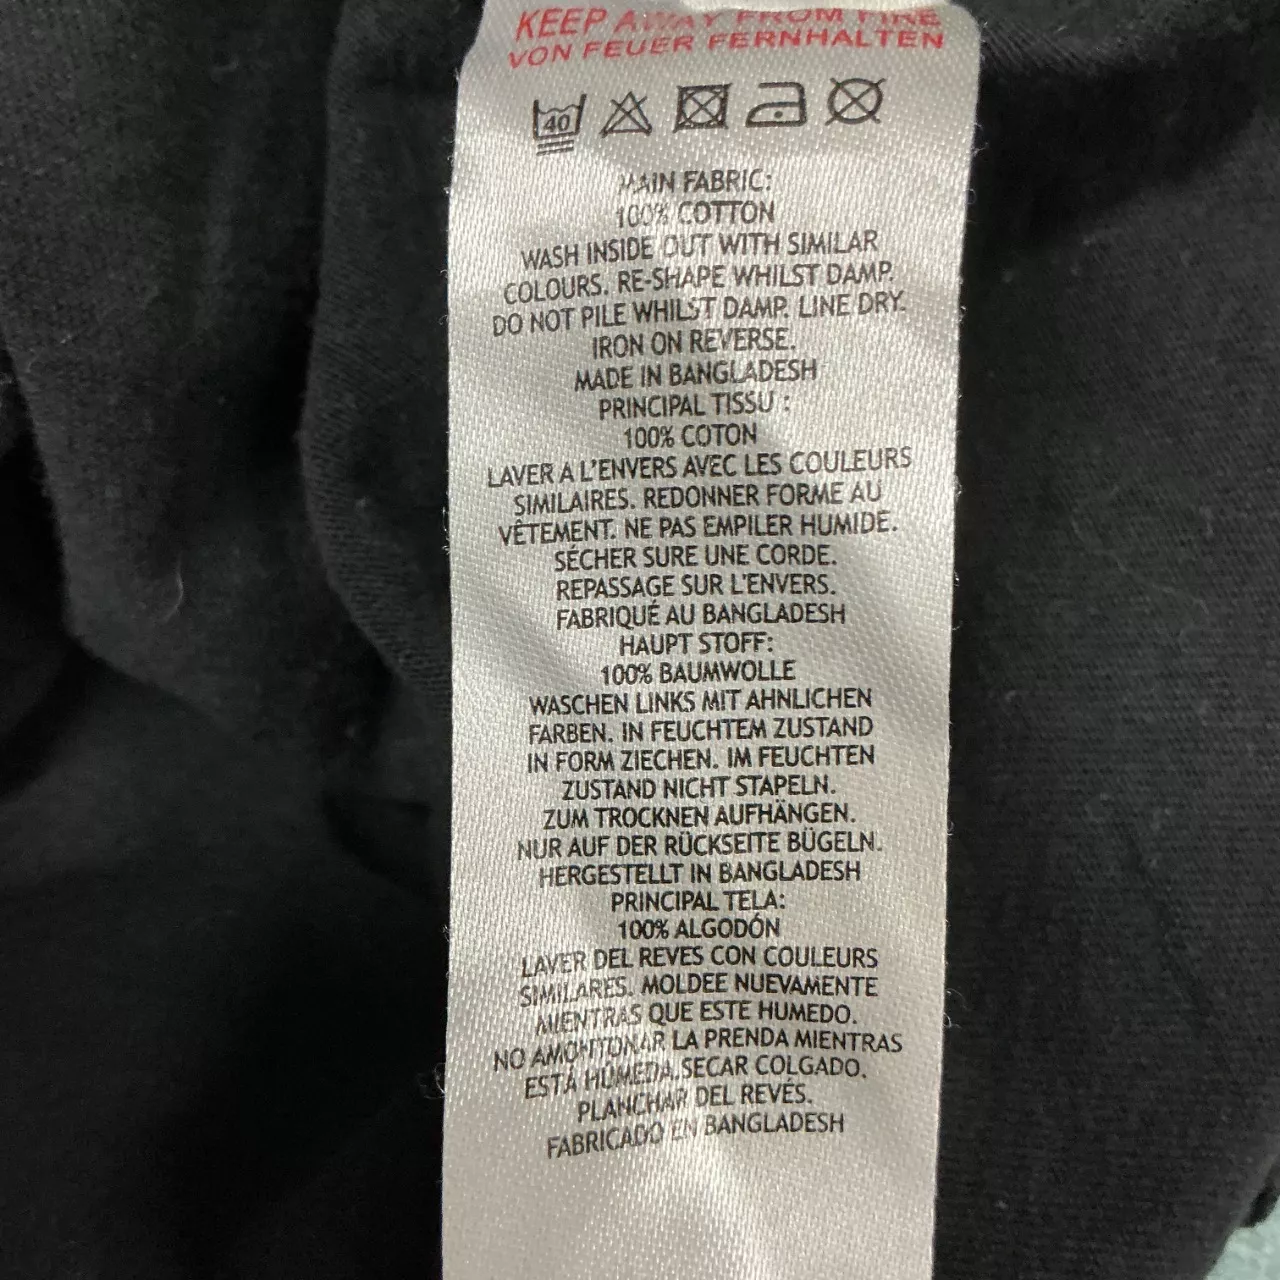 KEEP AWAY FROM FIRE
VON FEUER FERNHALTEN
40
MAIN FABRIC:
100% COTTON
WASH INSIDE OUT WITH SIMILAR
COLOURS. RE-SHAPE WHILST DAMP.
DO NOT PILE WHILST DAMP. LINE DRY.
IRON ON REVERSE.
MADE IN BANGLADESH
PRINCIPAL TISSU :
100% COTON
LAVER A L'ENVERS AVEC LES COULEURS
SIMILAIRES. REDONNER FORME AU
VÊTEMENT. NE PAS EMPILER HUMIDE.
SÉCHER SURE UNE CORDE.
REPASSAGE SUR L'ENVERS.
FABRIQUÉ AU BANGLADESH
HAUPT STOFF:
100% BAUMWOLLE
WASCHEN LINKS MIT AHNLICHEN
FARBEN. IN FEUCHTEM ZUSTAND
IN FORM ZIECHEN. IM FEUCHTEN
ZUSTAND NICHT STAPELN.
ZUM TROCKNEN AUFHÄNGEN.
NUR AUF DER RÜCKSEITE BÜGELN.
HERGESTELLT IN BANGLADESH
PRINCIPAL TELA:
100% ALGODÓN
LAVER DEL REVES CON COULEURS
SIMILARES. MOLDEE NUEVAMENTE
MIENTRAS QUE ESTE HUMEDO.
NO AMONTONAR LA PRENDA MIENTRAS
ESTÁ HÚMEDA. SECAR COLGADO.
PLANCHAR DEL REVÉS.
FABRICADO EN BANGLADESH